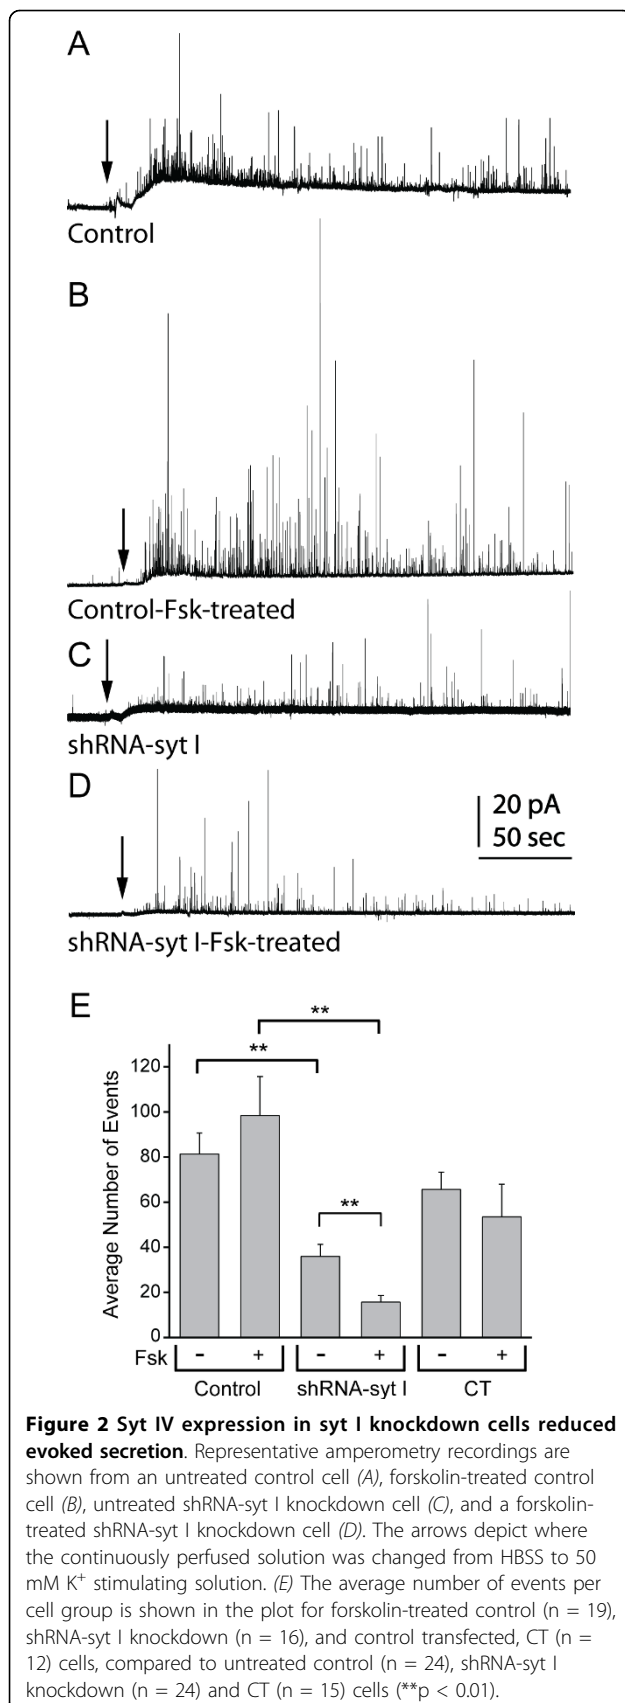 A
Control
B
Control-Fsk-treated
C
shRNA-syt I
D
20 pA
50 sec
shRNA-syt I-Fsk-treated
E
**
**
**
Average Number of Events
120
100
80
60
40
20
0
Fsk - + - + - +
Control shRNA-syt I CT
Figure 2 Syt IV expression in syt I knockdown cells reduced
evoked secretion. Representative amperometry recordings are
shown from an untreated control cell (A), forskolin-treated control
cell (B), untreated shRNA-syt I knockdown cell (C), and a forskolin-
treated shRNA-syt I knockdown cell (D). The arrows depict where
the continuously perfused solution was changed from HBSS to 50
mM K⁺ stimulating solution. (E) The average number of events per
cell group is shown in the plot for forskolin-treated control (n = 19),
shRNA-syt I knockdown (n = 16), and control transfected, CT (n =
12) cells, compared to untreated control (n = 24), shRNA-syt I
knockdown (n = 24) and CT (n = 15) cells (**p < 0.01).